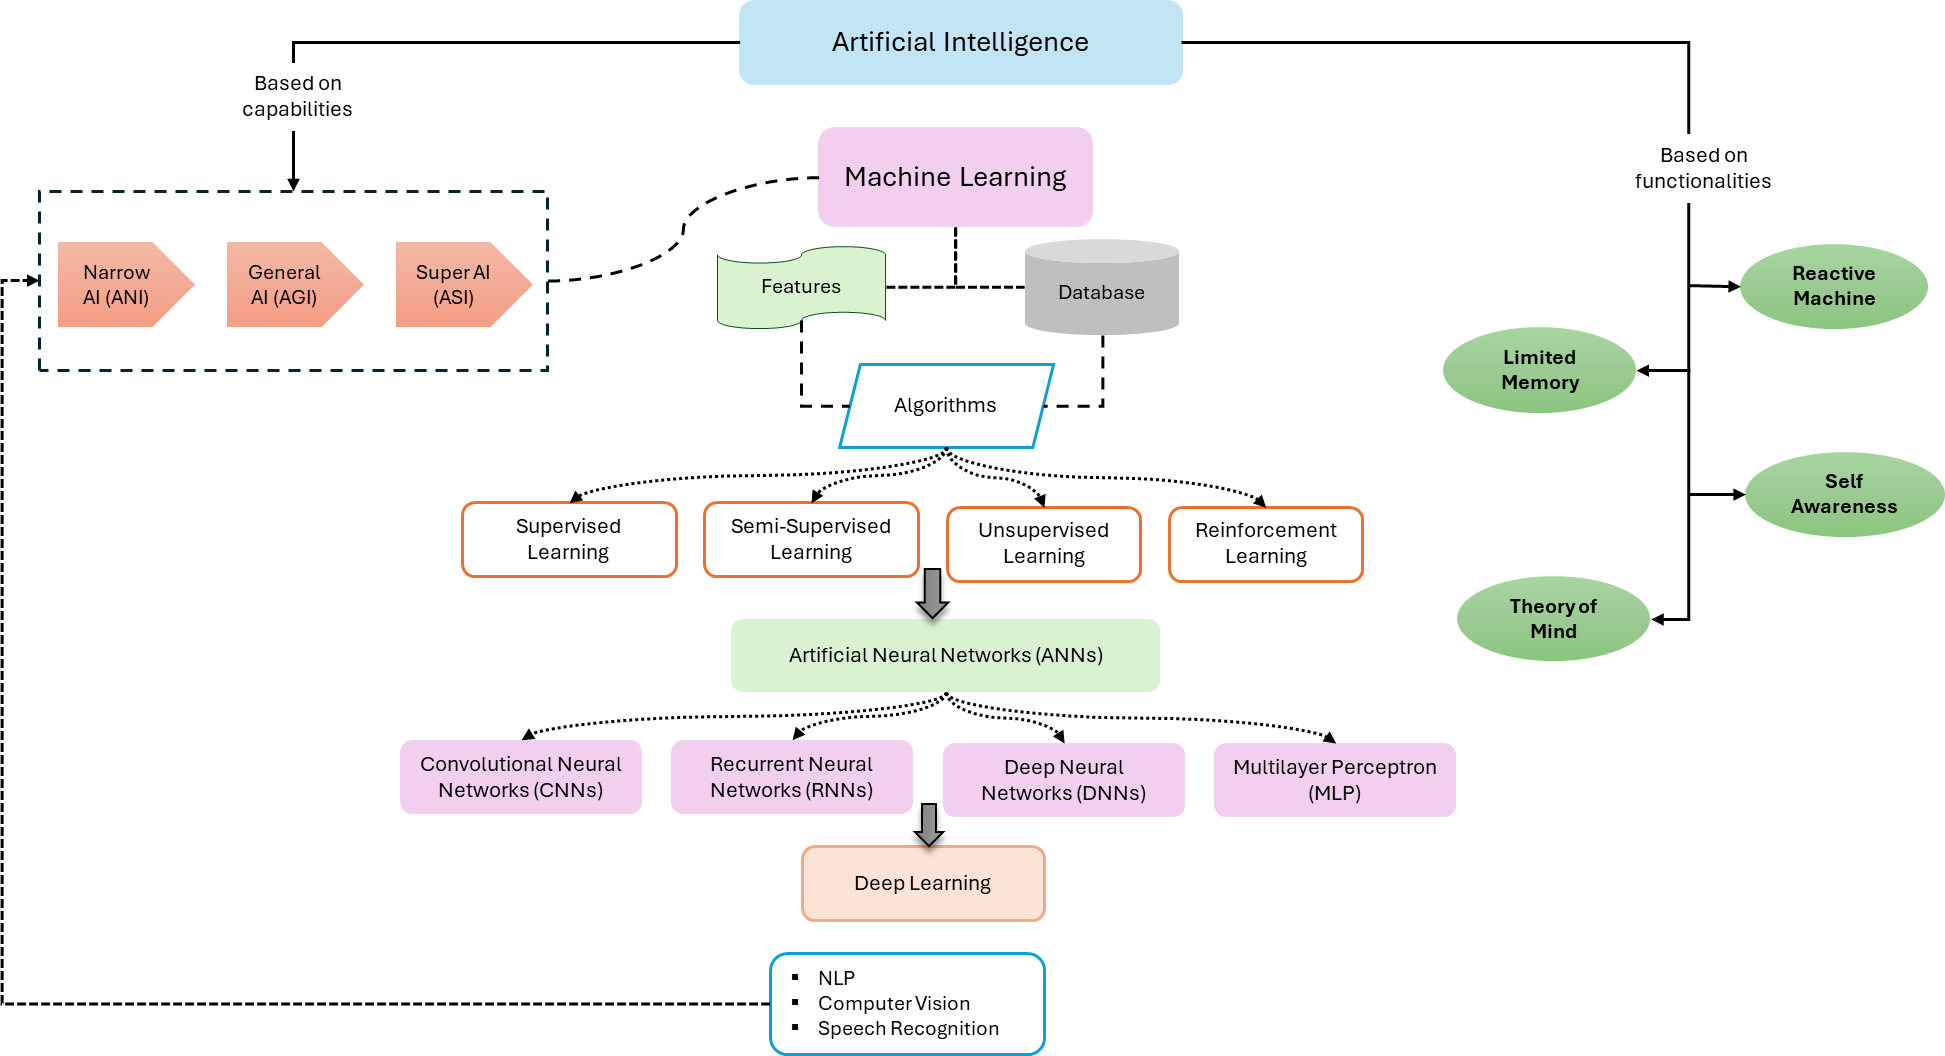 Artificial Intelligence
Based on
capabilities
Machine Learning
Based on
functionalities
Narrow
AI (ANI)
General
AI (AGI)
Super AI
(ASI)
Features
Database
Reactive
Machine
Limited
Memory
Algorithms
Self
Awareness
Supervised
Learning
Semi-Supervised
Learning
Unsupervised
Learning
Reinforcement
Learning
Theory of
Mind
Artificial Neural Networks (ANNs)
Convolutional Neural
Networks (CNNs)
Recurrent Neural
Networks (RNNs)
Deep Neural
Networks (DNNs)
Multilayer Perceptron
(MLP)
Deep Learning
▪ NLP
▪ Computer Vision
▪ Speech Recognition